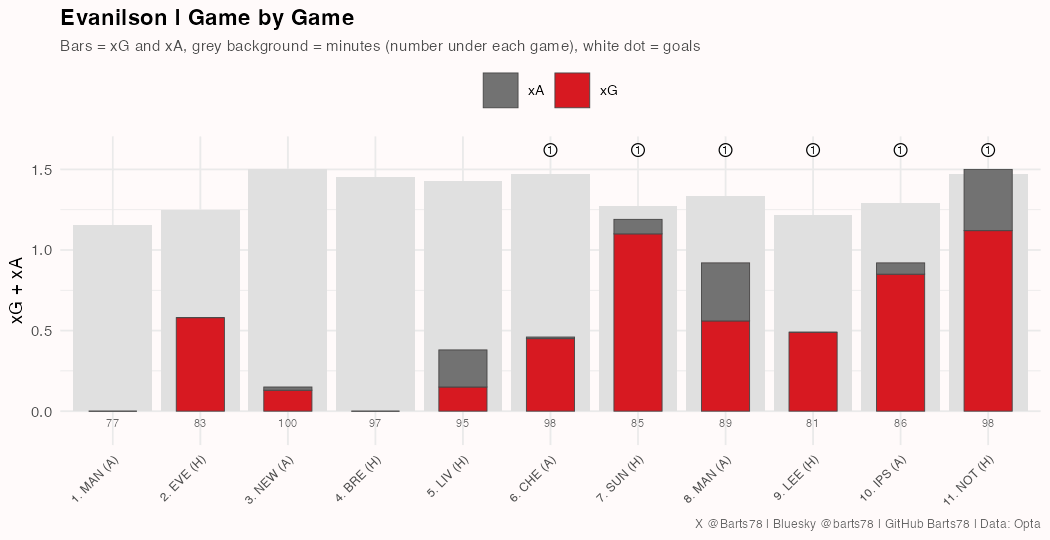 Evanilson | Game by Game
Bars = xG and xA, grey background = minutes (number under each game), white dot = goals
xA xG
1 1 1 1 1 1
1.5
1.0
0.5
0.0
xG + xA
77 83 100 97 95 98 85 89 81 86 98
1. MAN (A)
2. EVE (H)
3. NEW (A)
4. BRE (H)
5. LIV (H)
6. CHE (A)
7. SUN (H)
8. MAN (A)
9. LEE (H)
10. IPS (A)
11. NOT (H)
X @Barts78 | Bluesky @barts78 | GitHub Barts78 | Data: Opta